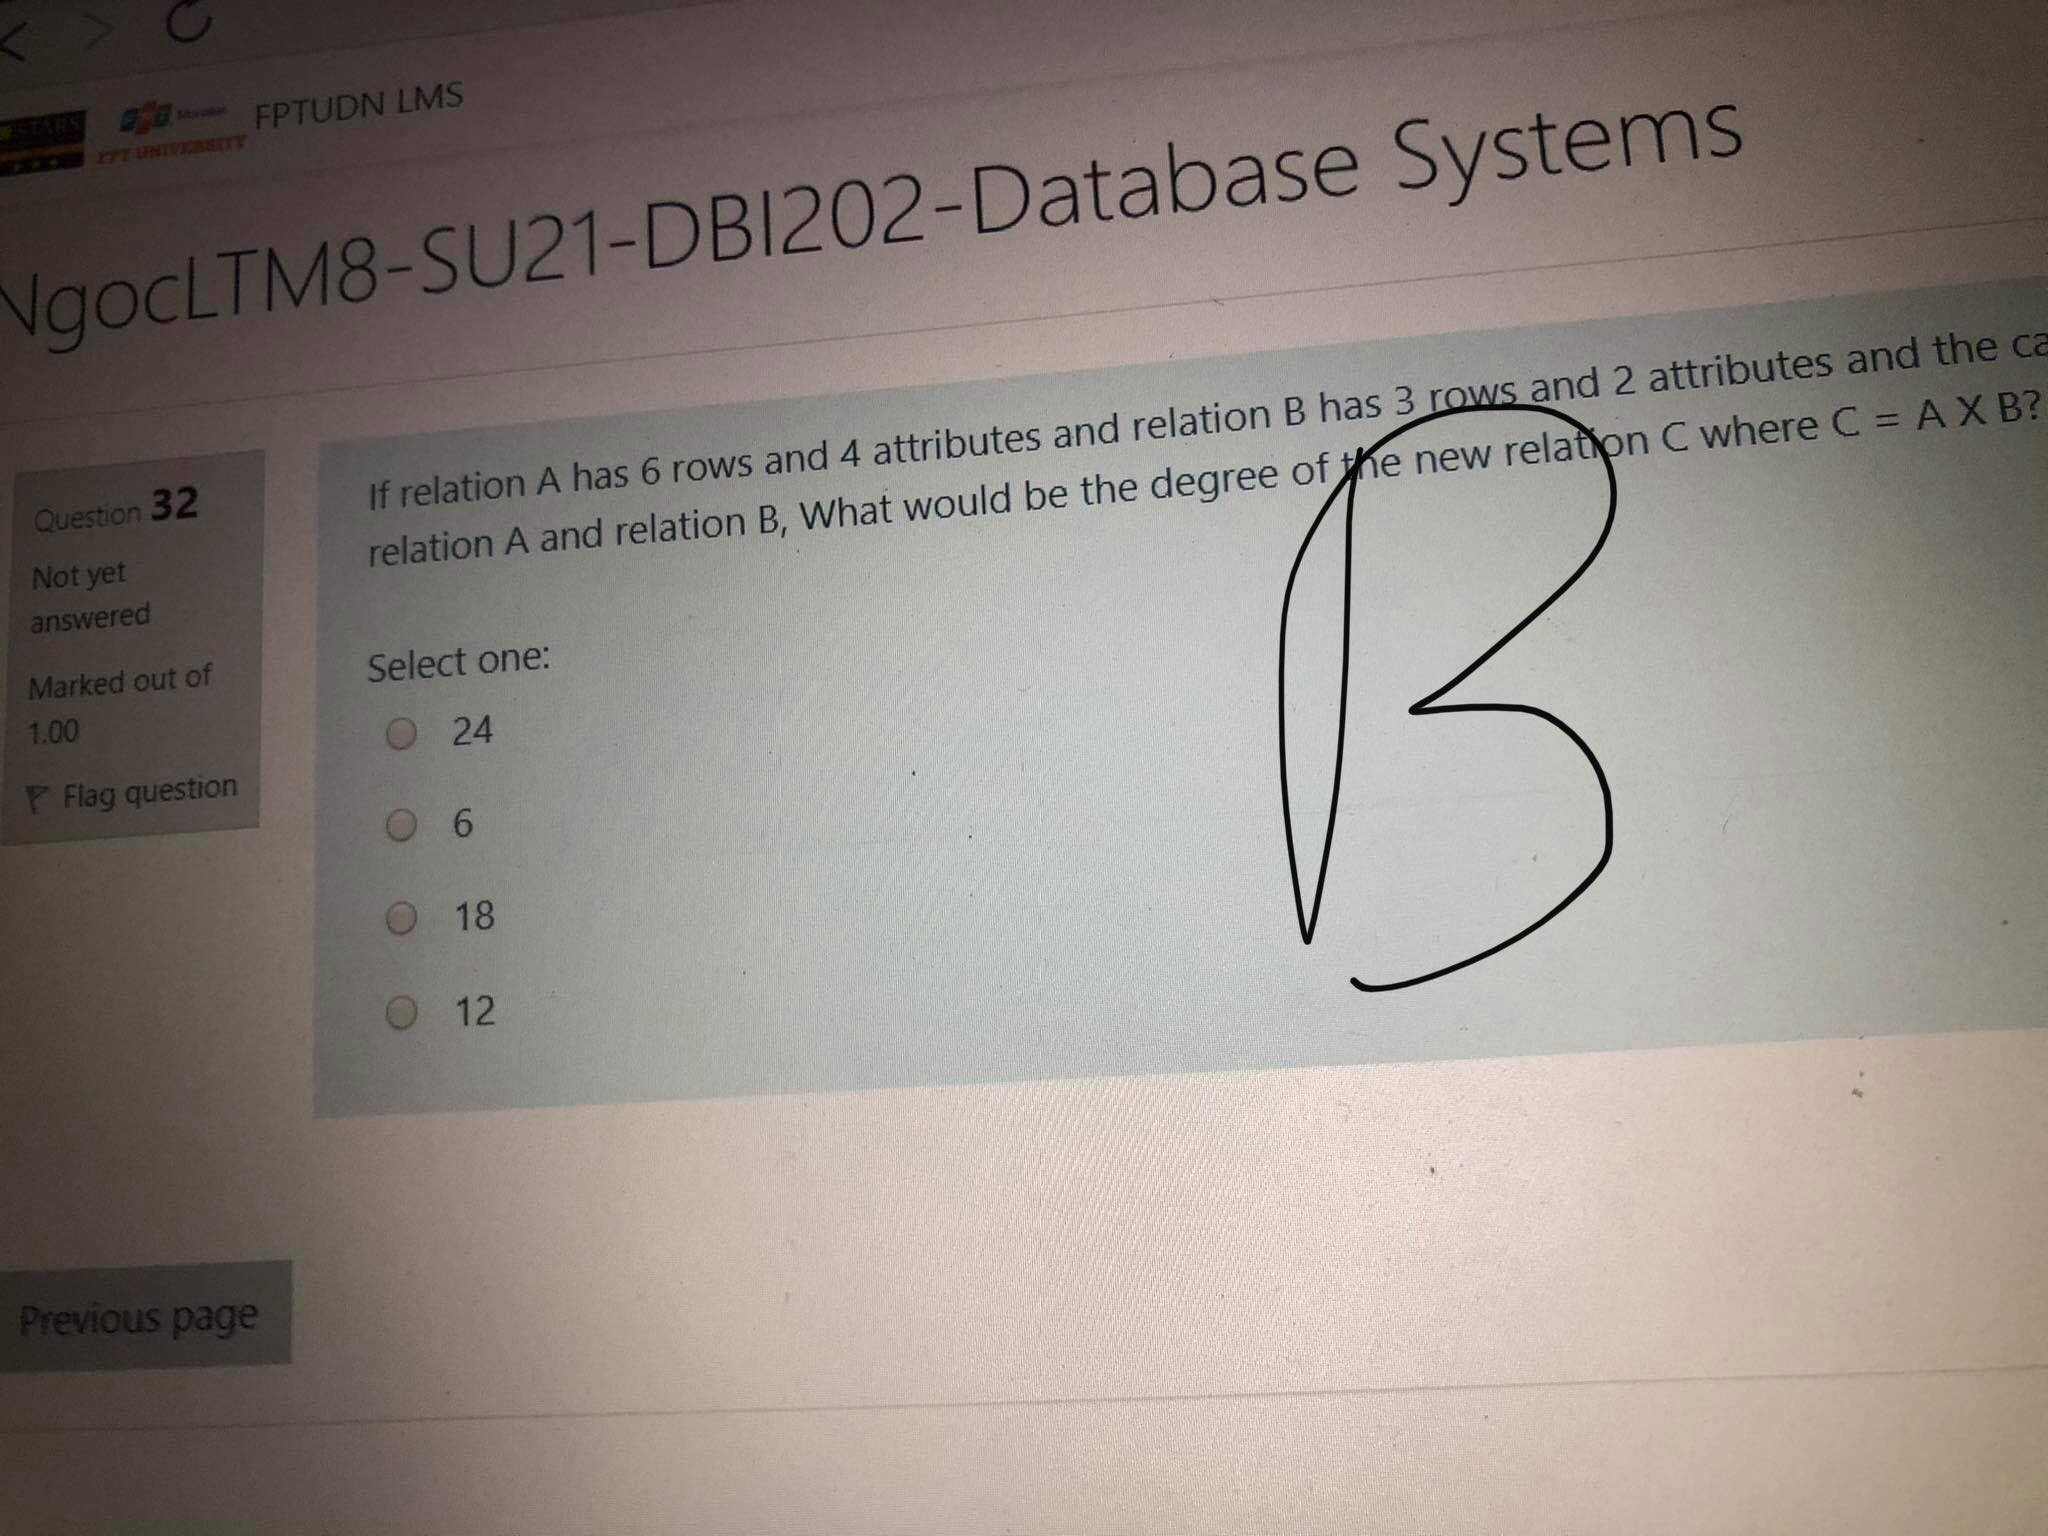 FPTUDN LMS
STARS
FPT UNIVERSITY
NgocLTM8-SU21-DBI202-Database Systems
Question 32
Not yet
answered
Marked out of
1.00
Flag question
If relation A has 6 rows and 4 attributes and relation B has 3 rows and 2 attributes and the ca
relation A and relation B, What would be the degree of the new relation C where C = A X B?
Select one:
24
6
18
12
B
Previous page